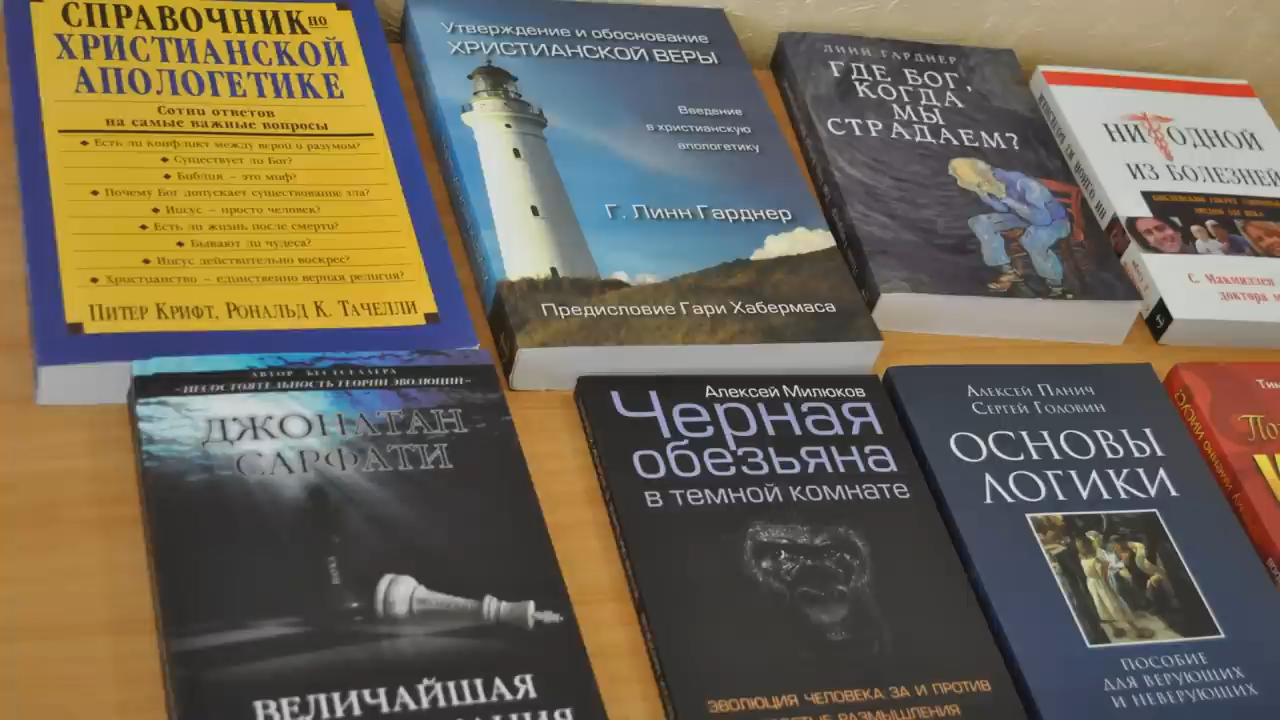 СПРАВОЧНИК ПО
ХРИСТИАНСКОЙ
АПОЛОГЕТИКЕ
Сотни ответов
на самые важные вопросы
◆ Есть ли конфликт между верой и разумом?
◆ Существует ли Бог?
◆ Библия – это миф?
◆ Почему Бог допускает существование зла?
◆ Иисус – просто человек?
◆ Есть ли жизнь после смерти?
◆ Бывают ли чудеса?
◆ Иисус действительно воскрес?
◆ Христианство – единственно верная религия?
Питер Крифт, Рональд К. Тачелли
Утверждение и обоснование
ХРИСТИАНСКОЙ ВЕРЫ
Введение
в христианскую
апологетику
Г. Линн Гарднер
Предисловие Гари Хабермаса
ЛИНН ГАРДНЕР
ГДЕ БОГ,
КОГДА
МЫ
СТРАДАЕМ?
НИ ОДНОЙ
ИЗ БОЛЕЗНЕЙ
С. Макмиллен
доктора
АВТОР БЕСТСЕЛЛЕРА
«НЕСОСТОЯТЕЛЬНОСТЬ ТЕОРИИ ЭВОЛЮЦИИ»
ДЖОНАТАН
САРФАТИ
ВЕЛИЧАЙШАЯ
Алексей Милюков
Черная
обезьяна
в темной комнате
ЭВОЛЮЦИЯ ЧЕЛОВЕКА: ЗА И ПРОТИВ
РАЗМЫШЛЕНИЯ
Алексей Панич
Сергей Головин
ОСНОВЫ
ЛОГИКИ
ПОСОБИЕ
ДЛЯ ВЕРУЮЩИХ
И НЕВЕРУЮЩИХ